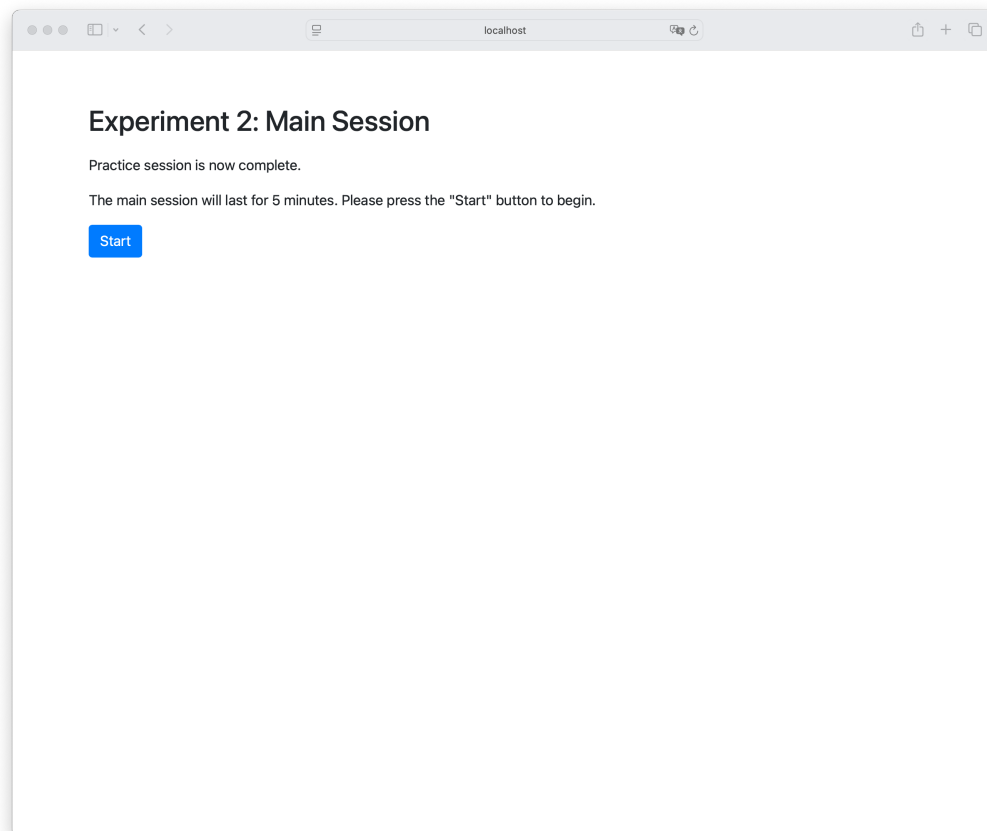 localhost
Experiment 2: Main Session
Practice session is now complete.
The main session will last for 5 minutes. Please press the "Start" button to begin.
Start